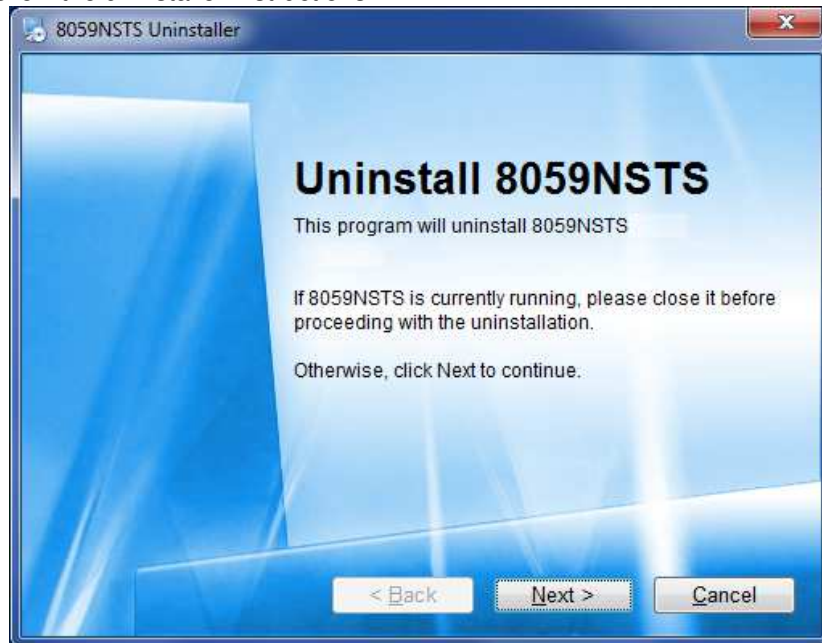 8059NSTS Uninstaller
Uninstall 8059NSTS
This program will uninstall 8059NSTS
If 8059NSTS is currently running, please close it before
proceeding with the uninstallation.
Otherwise, click Next to continue.
< Back Next > Cancel